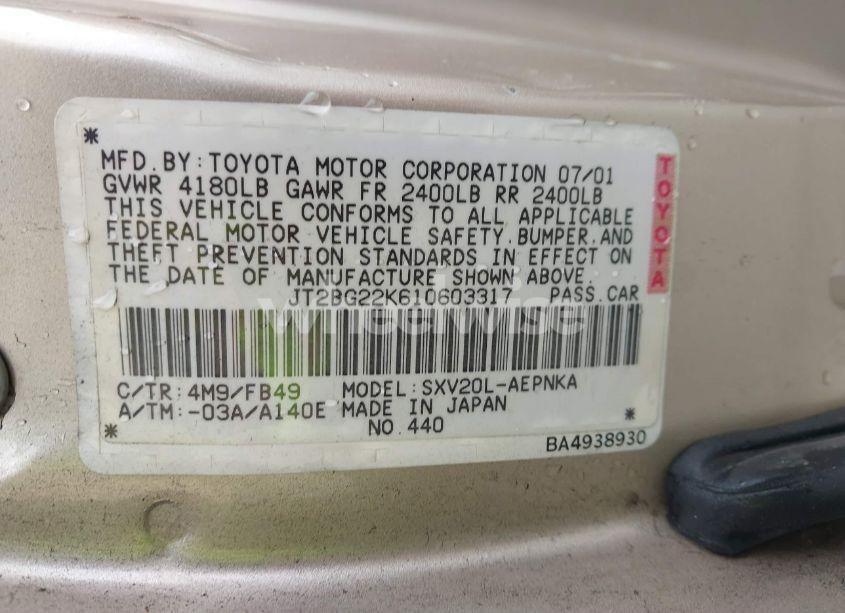 MFD. BY: TOYOTA MOTOR CORPORATION 07/01
GVWR 4180LB GAWR FR 2400LB RR 2400LB
THIS VEHICLE CONFORMS TO ALL APPLICABLE
FEDERAL MOTOR VEHICLE SAFETY, BUMPER, AND
THEFT PREVENTION STANDARDS IN EFFECT ON
THE DATE OF MANUFACTURE SHOWN ABOVE.
JT2BG22K610603317 PASS. CAR
C/TR: 4M9/FB49 MODEL: SXV20L-AEPNKA
A/TM: -03A/A140E MADE IN JAPAN
NO. 440
BA4938930
TOYOTA
wheelwise